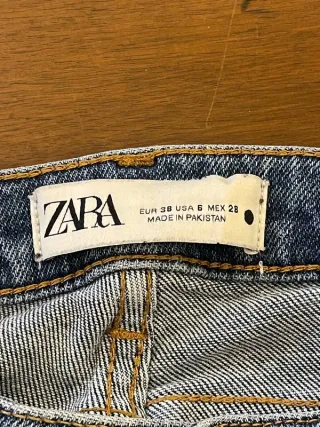 ZARA
EUR 38 USA 6 MEX 28
MADE IN PAKISTAN